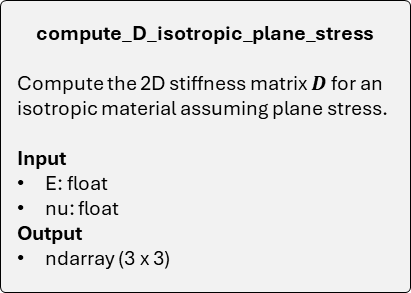 compute_D_isotropic_plane_stress
Compute the 2D stiffness matrix D for an
isotropic material assuming plane stress.
Input
• E: float
• nu: float
Output
• ndarray (3 x 3)